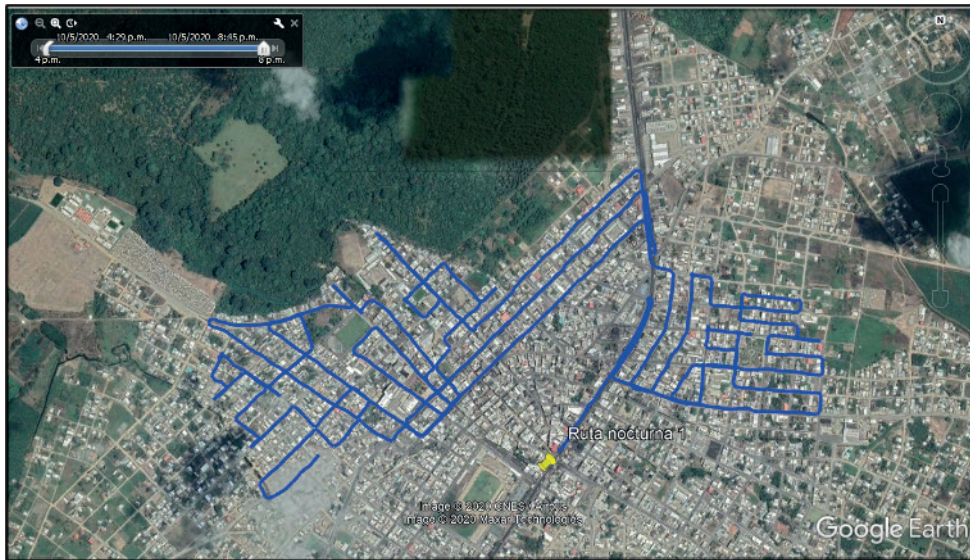 10/5/2020 4:29 p.m. 10/5/2020 8:45 p.m.
4 p.m. 8 p.m.
N
Ruta nocturna 1
Image © 2020 CNES / Airbus
Image © 2020 Maxar Technologies
Google Earth